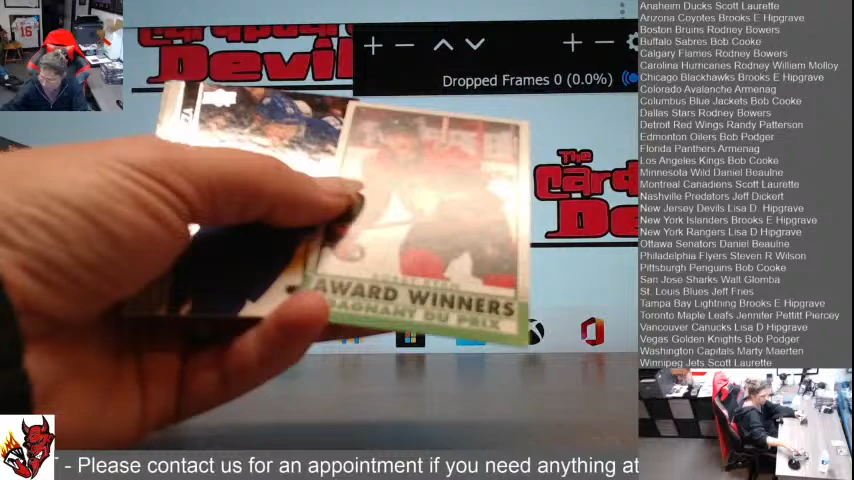 Dropped Frames 0 (0.0%)
The
AWARD WINNERS
GAGNANT DU PRIX
Anaheim Ducks Scott Laurette
Arizona Coyotes Brooks E Hipgrave
Boston Bruins Rodney Bowers
Buffalo Sabres Bob Cooke
Calgary Flames Rodney Bowers
Carolina Hurricanes Rodney William Molloy
Chicago Blackhawks Brooks E Hipgrave
Colorado Avalanche Armenag
Columbus Blue Jackets Bob Cooke
Dallas Stars Rodney Bowers
Detroit Red Wings Randy Patterson
Edmonton Oilers Bob Podger
Florida Panthers Armenag
Los Angeles Kings Bob Cooke
Minnesota Wild Daniel Beaulne
Montreal Canadiens Scott Laurette
Nashville Predators Jeff Dickert
New Jersey Devils Lisa D. Hipgrave
New York Islanders Brooks E Hipgrave
New York Rangers Lisa D Hipgrave
Ottawa Senators Daniel Beaulne
Philadelphia Flyers Steven R Wilson
Pittsburgh Penguins Bob Cooke
San Jose Sharks Walt Glomba
St. Louis Blues Jeff Fries
Tampa Bay Lightning Brooks E Hipgrave
Toronto Maple Leafs Jennifer Pettitt Piercey
Vancouver Canucks Lisa D Hipgrave
Vegas Golden Knights Bob Podger
Washington Capitals Marty Maerten
Winnipeg Jets Scott Laurette
- Please contact us for an appointment if you need anything at